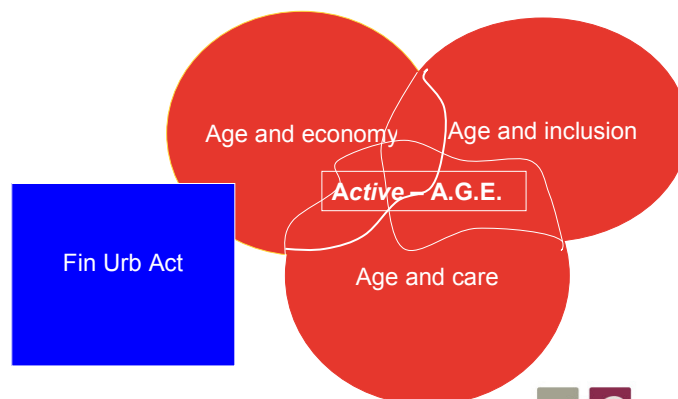 Age and economy
Age and inclusion
Active – A.G.E.
Fin Urb Act
Age and care